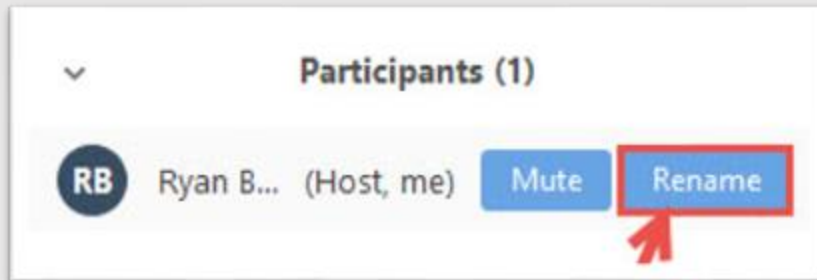 Participants (1)
RB Ryan B... (Host, me) Mute Rename